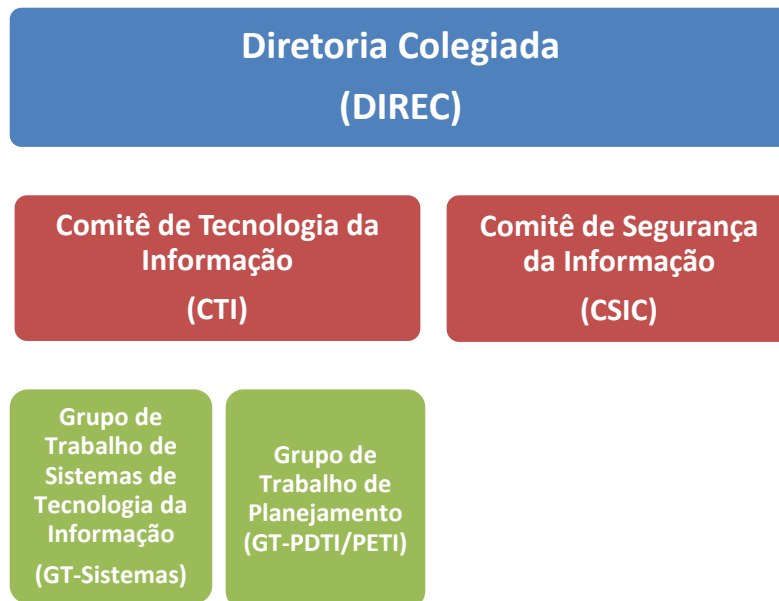 Diretoria Colegiada
(DIREC)
Comitê de Tecnologia da
Informação
(CTI)
Comitê de Segurança
da Informação
(CSIC)
Grupo de
Trabalho de
Sistemas de
Tecnologia da
Informação
(GT-Sistemas)
Grupo de
Trabalho de
Planejamento
(GT-PDTI/PETI)